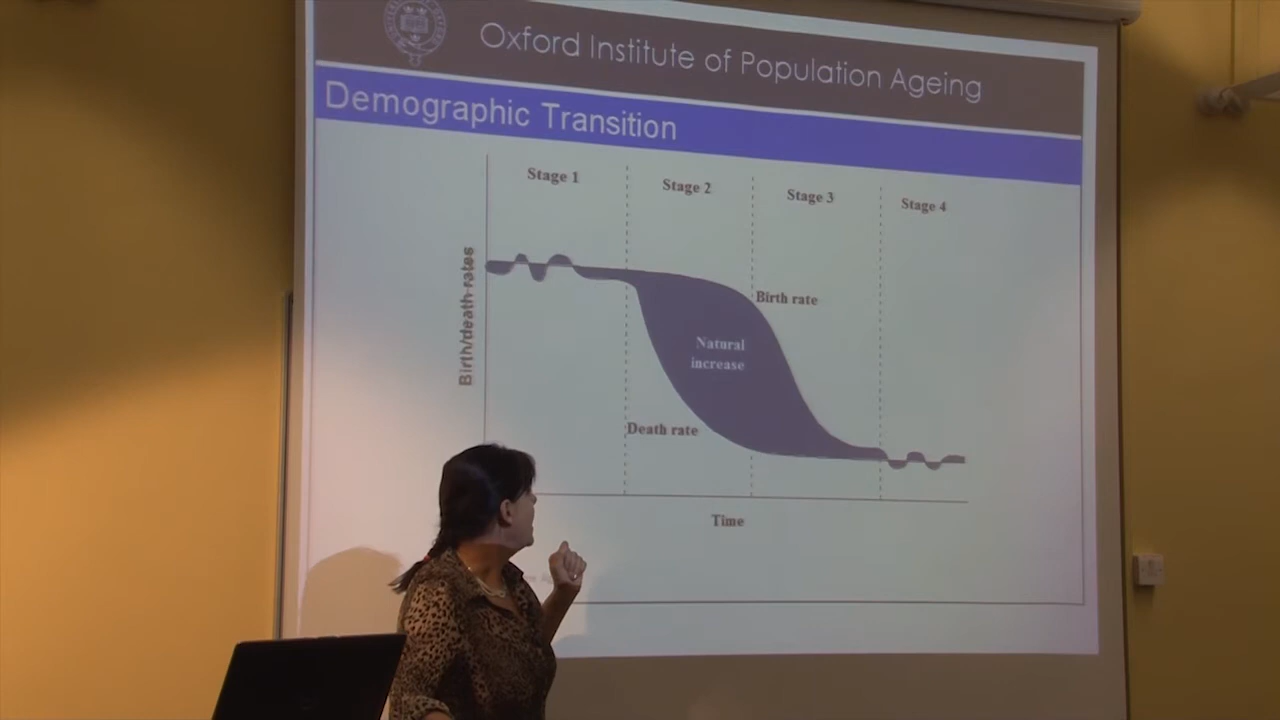 Oxford Institute of Population Ageing
Demographic Transition
Stage 1
Stage 2
Stage 3
Stage 4
Birth/death rates
Birth rate
Natural
increase
Death rate
Time